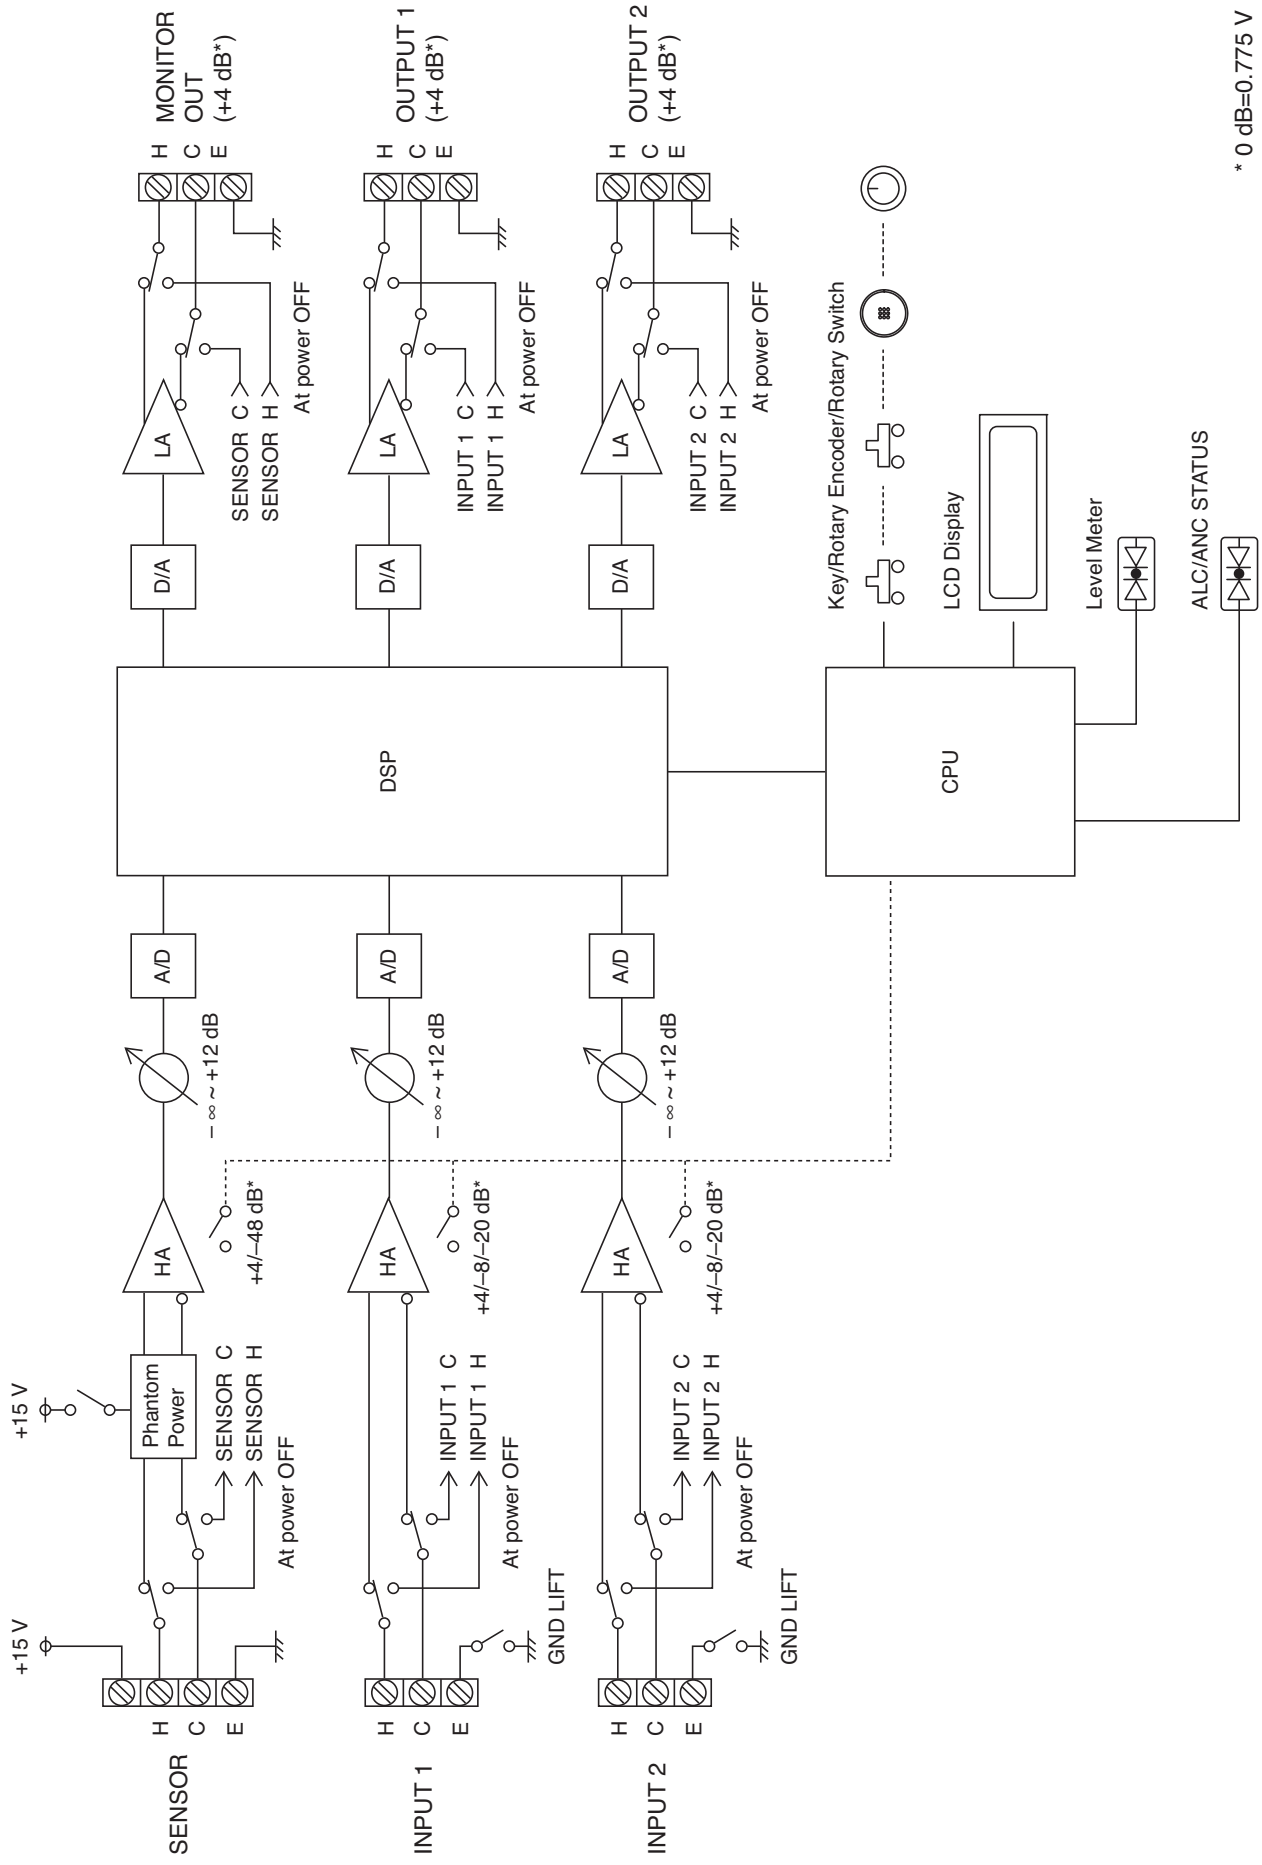 SENSOR
H
C
E
+15 V
+15 V
Phantom
Power
SENSOR C
SENSOR H
At power OFF
HA
+4/–48 dB*
– ∞ ~ +12 dB
A/D
D/A
LA
SENSOR C
SENSOR H
At power OFF
H
C
E
MONITOR
OUT
(+4 dB*)
INPUT 1
H
C
E
GND LIFT
INPUT 1 C
INPUT 1 H
At power OFF
HA
+4/–8/–20 dB*
– ∞ ~ +12 dB
A/D
DSP
D/A
LA
INPUT 1 C
INPUT 1 H
At power OFF
H
C
E
OUTPUT 1
(+4 dB*)
INPUT 2
H
C
E
GND LIFT
INPUT 2 C
INPUT 2 H
At power OFF
HA
+4/–8/–20 dB*
– ∞ ~ +12 dB
A/D
D/A
LA
INPUT 2 C
INPUT 2 H
At power OFF
H
C
E
OUTPUT 2
(+4 dB*)
CPU
Key/Rotary Encoder/Rotary Switch
LCD Display
Level Meter
ALC/ANC STATUS
* 0 dB=0.775 V